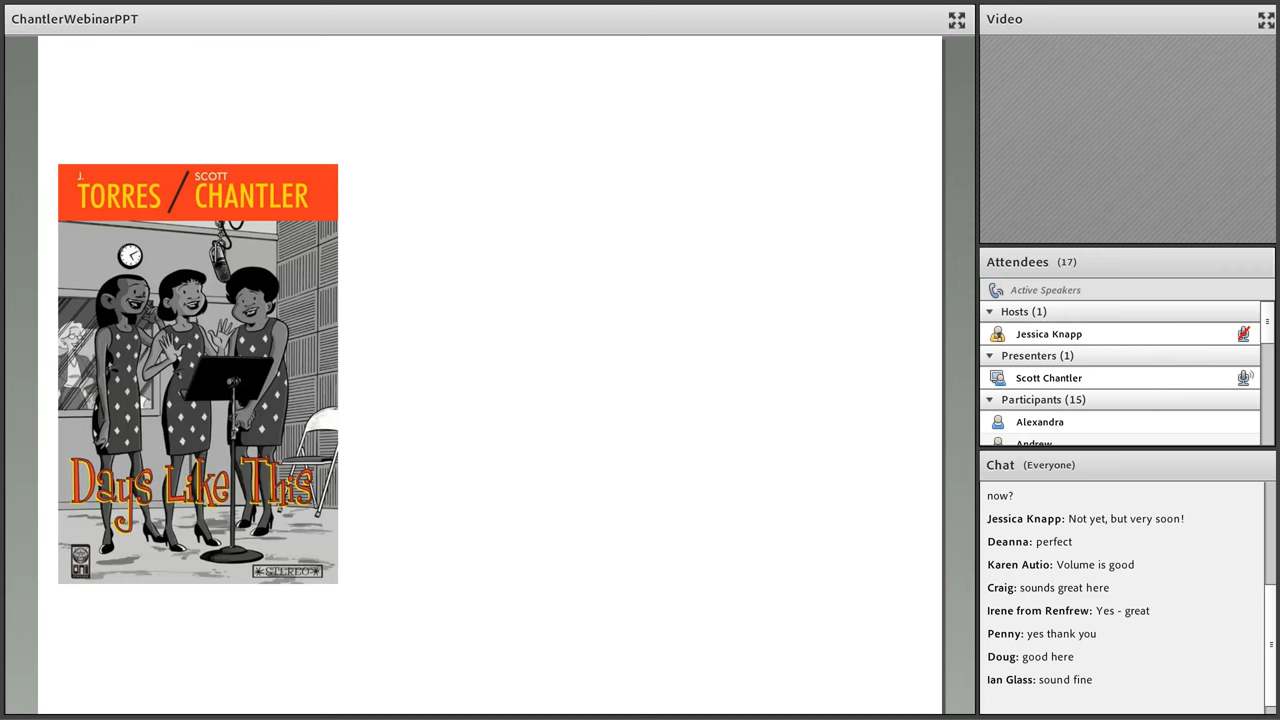 ChantlerWebinarPPT
J.
TORRES / SCOTT
CHANTLER
Days Like This
oni
STEREO
Video
Attendees (17)
Active Speakers
Hosts (1)
Jessica Knapp
Presenters (1)
Scott Chantler
Participants (15)
Alexandra
Andrew
Chat (Everyone)
now?
Jessica Knapp: Not yet, but very soon!
Deanna: perfect
Karen Autio: Volume is good
Craig: sounds great here
Irene from Renfrew: Yes - great
Penny: yes thank you
Doug: good here
Ian Glass: sound fine